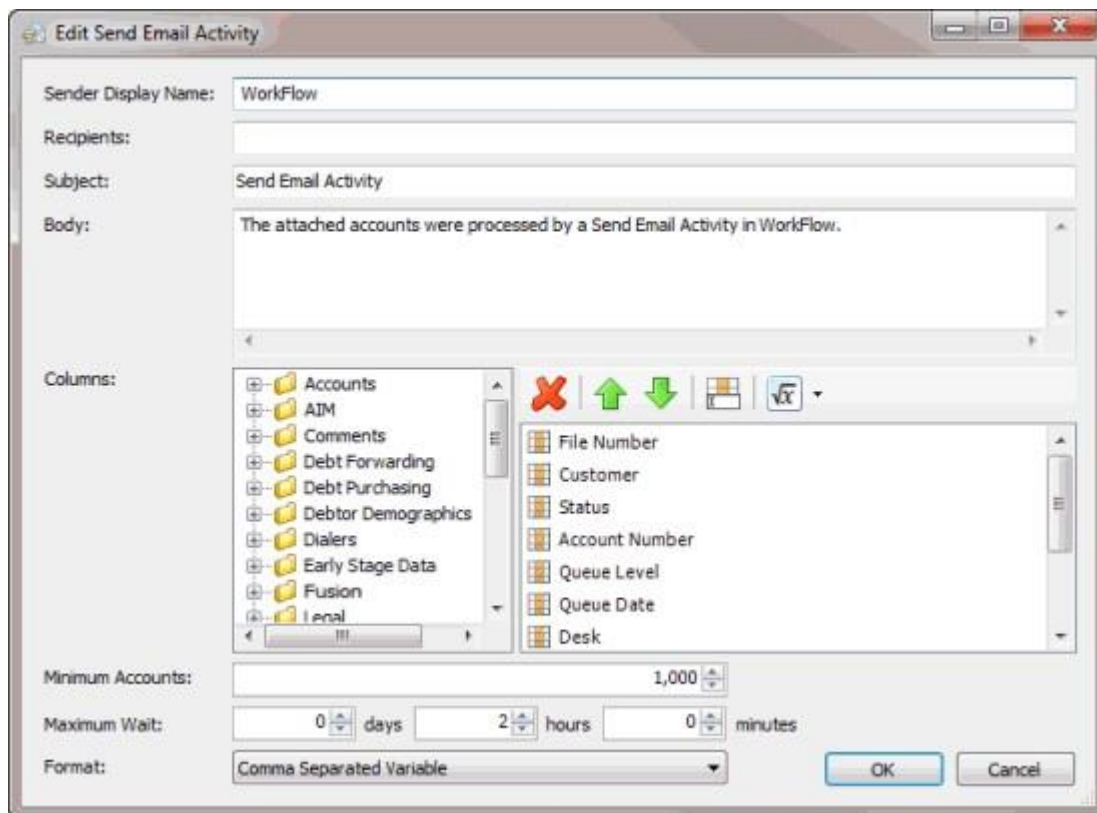 Edit Send Email Activity
Sender Display Name: WorkFlow
Recipients:
Subject: Send Email Activity
Body: The attached accounts were processed by a Send Email Activity in WorkFlow.
Columns:
Accounts
AIM
Comments
Debt Forwarding
Debt Purchasing
Debtor Demographics
Dialers
Early Stage Data
Fusion
Legal
√x
File Number
Customer
Status
Account Number
Queue Level
Queue Date
Desk
Minimum Accounts: 1,000
Maximum Wait: 0 days 2 hours 0 minutes
Format: Comma Separated Variable
OK Cancel